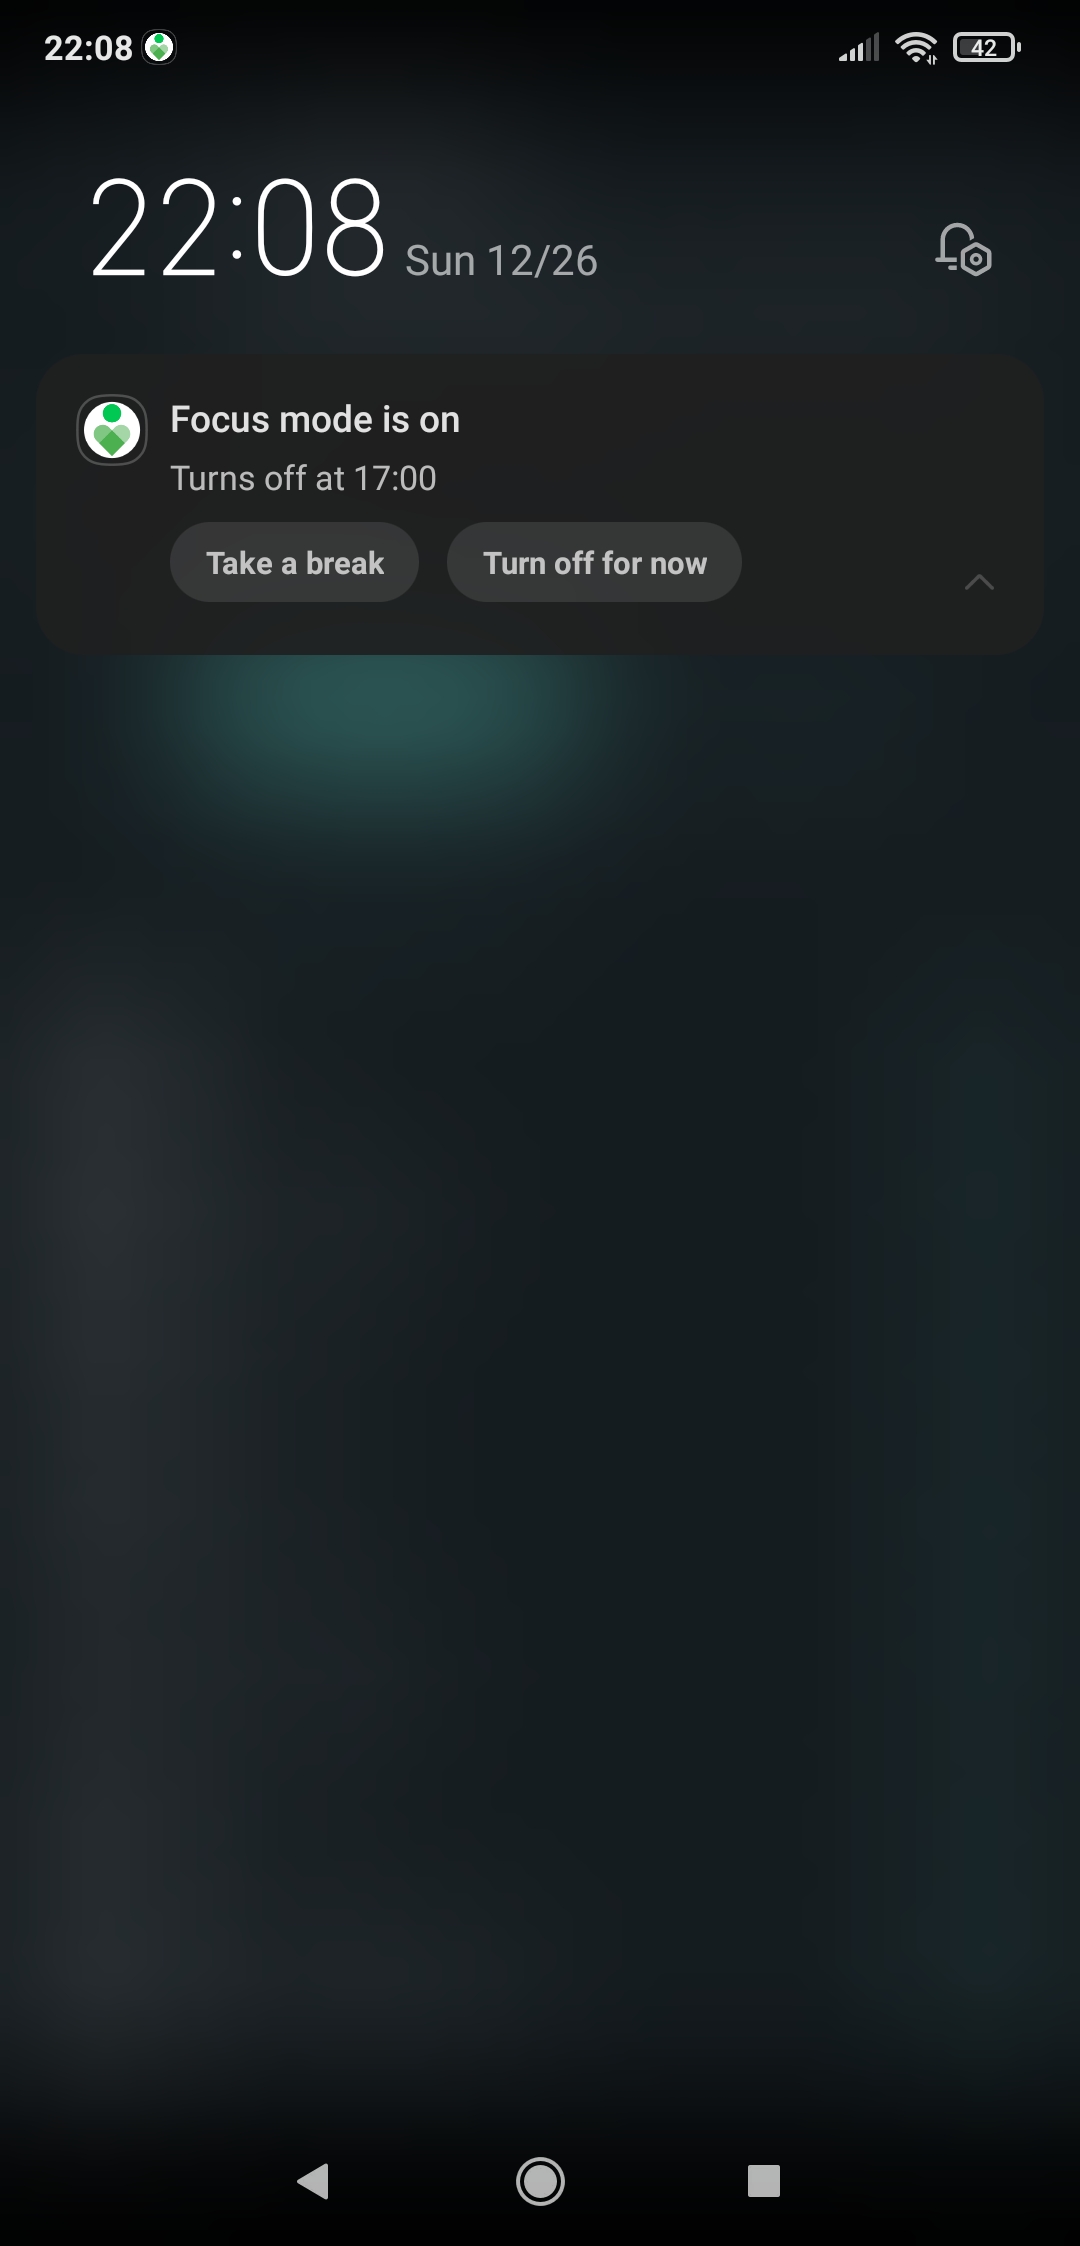 22:08
42
22:08 Sun 12/26
Focus mode is on
Turns off at 17:00
Take a break Turn off for now